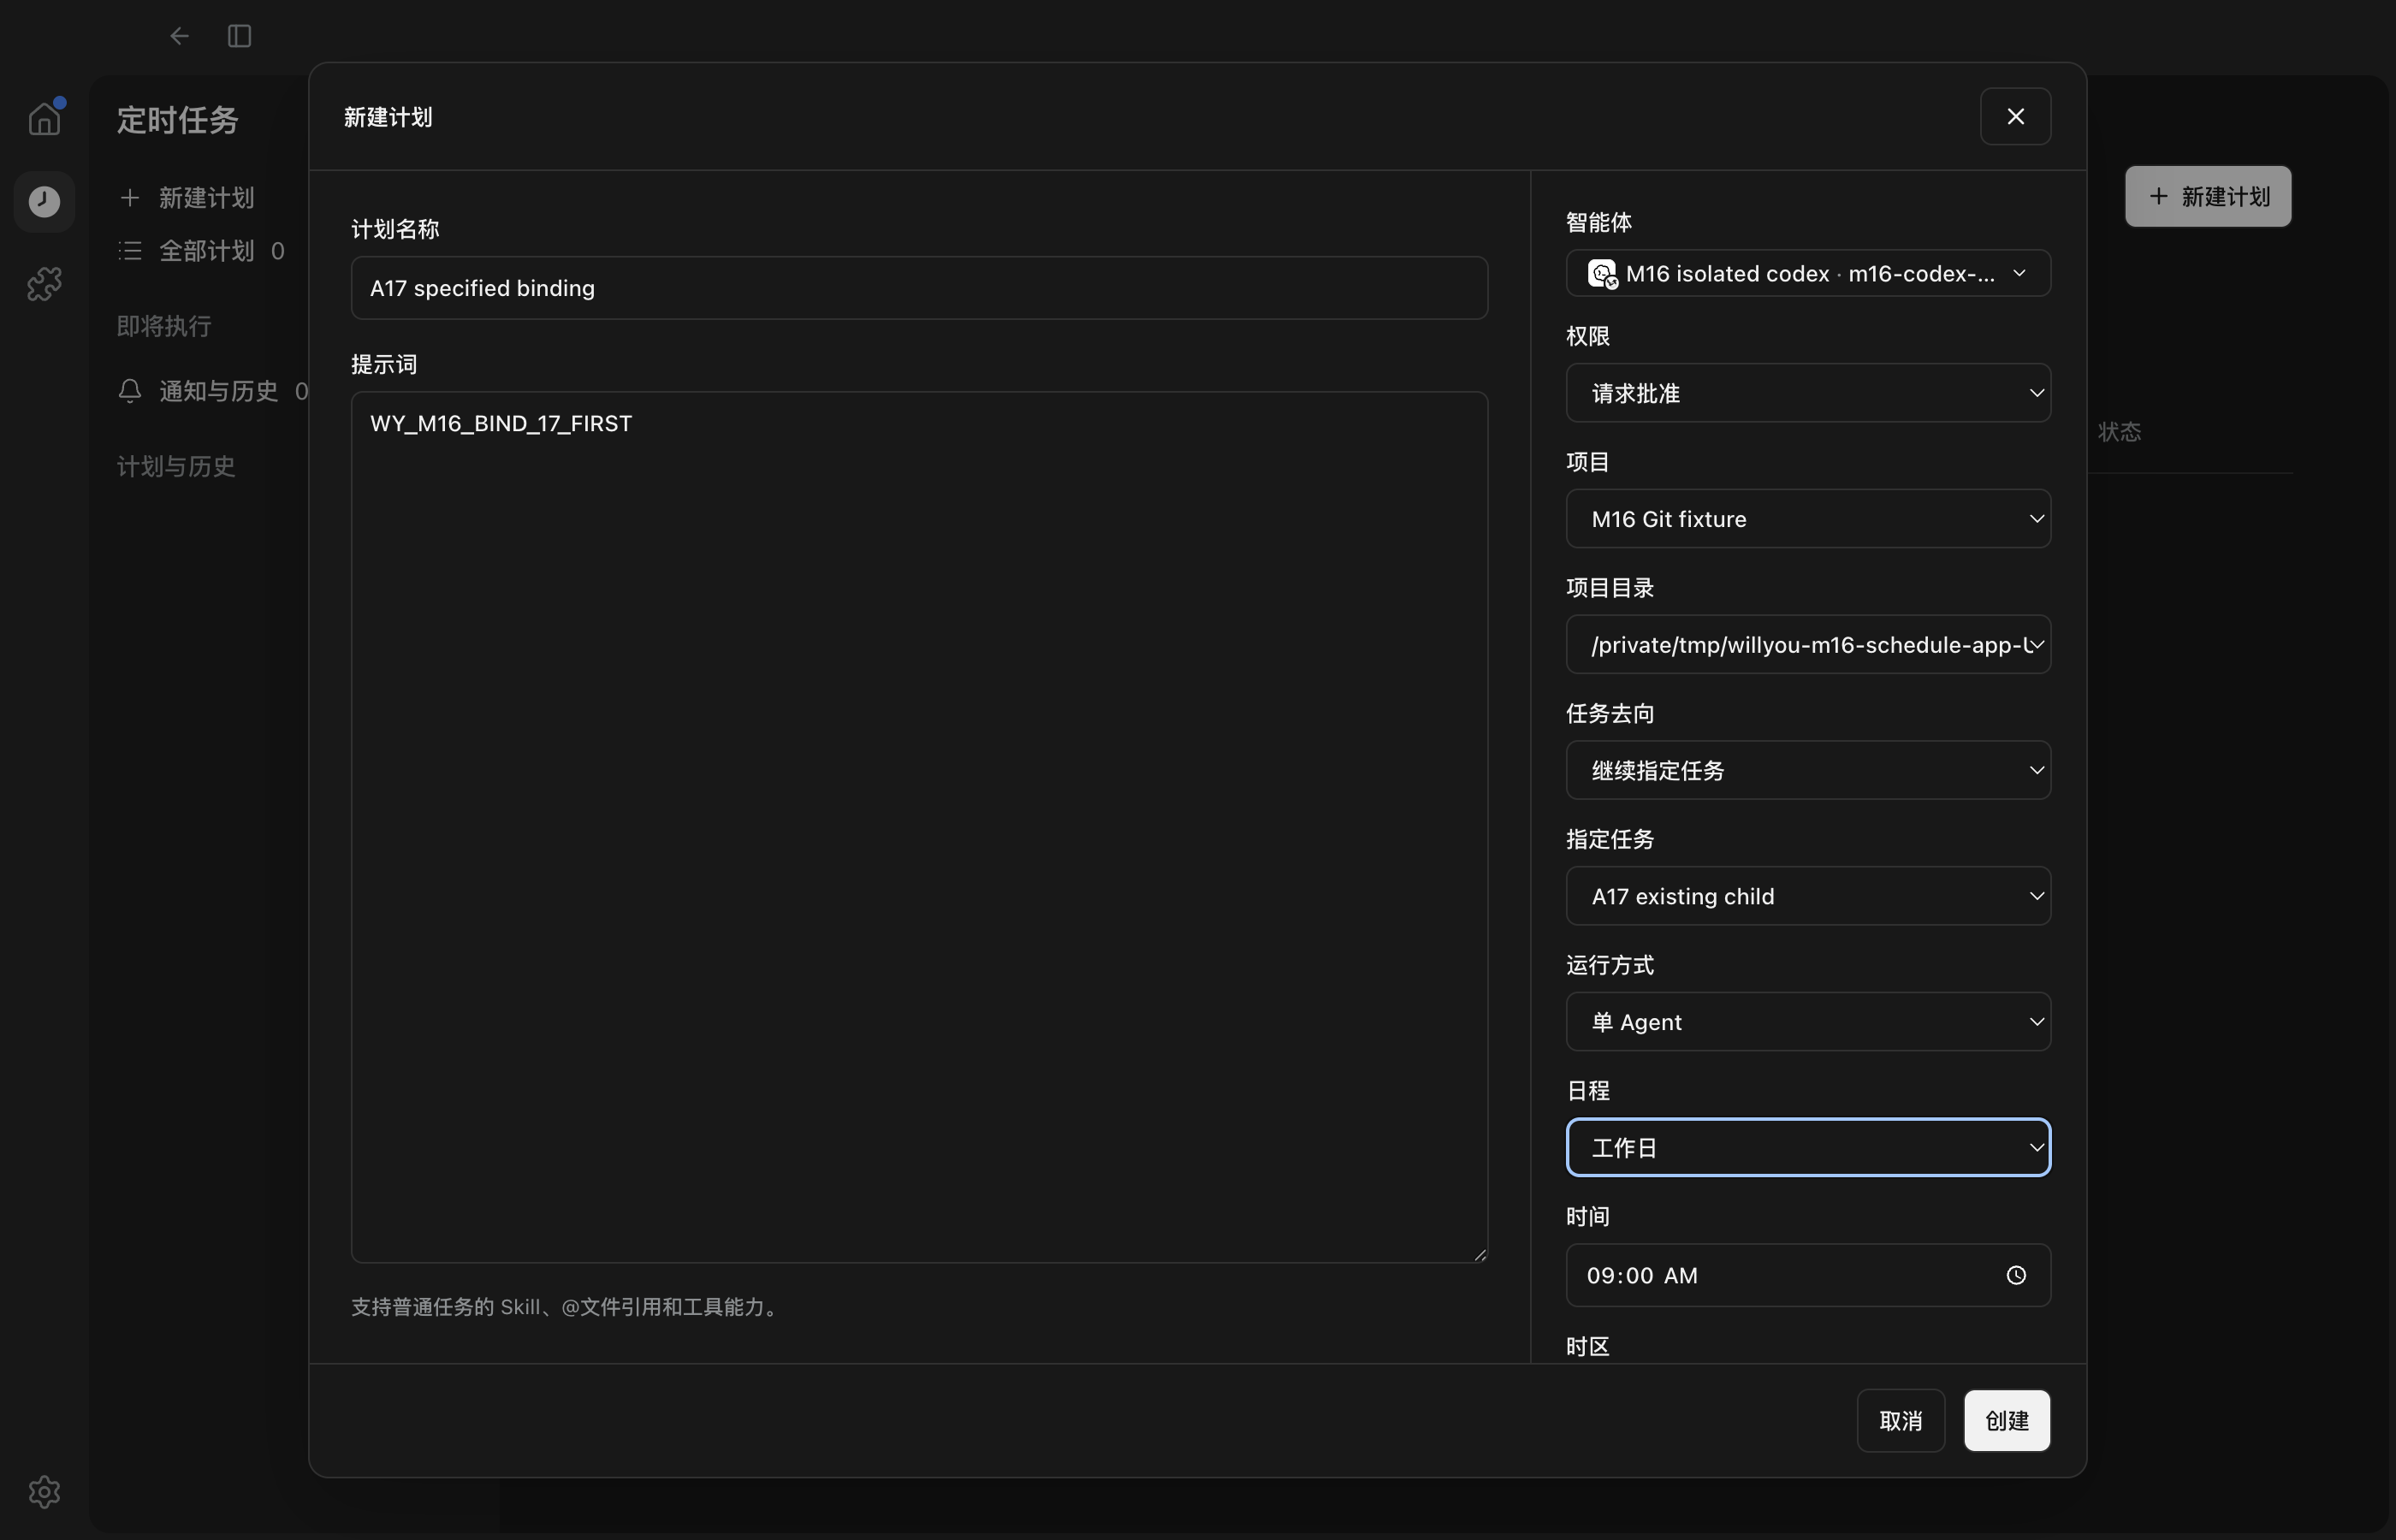 定时任务
新建计划
全部计划 0
即将执行
通知与历史 0
计划与历史
新建计划
状态
新建计划
计划名称
A17 specified binding
提示词
WY_M16_BIND_17_FIRST
支持普通任务的 Skill、@文件引用和工具能力。
智能体
M16 isolated codex · m16-codex-...
权限
请求批准
项目
M16 Git fixture
项目目录
/private/tmp/willyou-m16-schedule-app-
任务去向
继续指定任务
指定任务
A17 existing child
运行方式
单 Agent
日程
工作日
时间
09:00 AM
时区
取消
创建